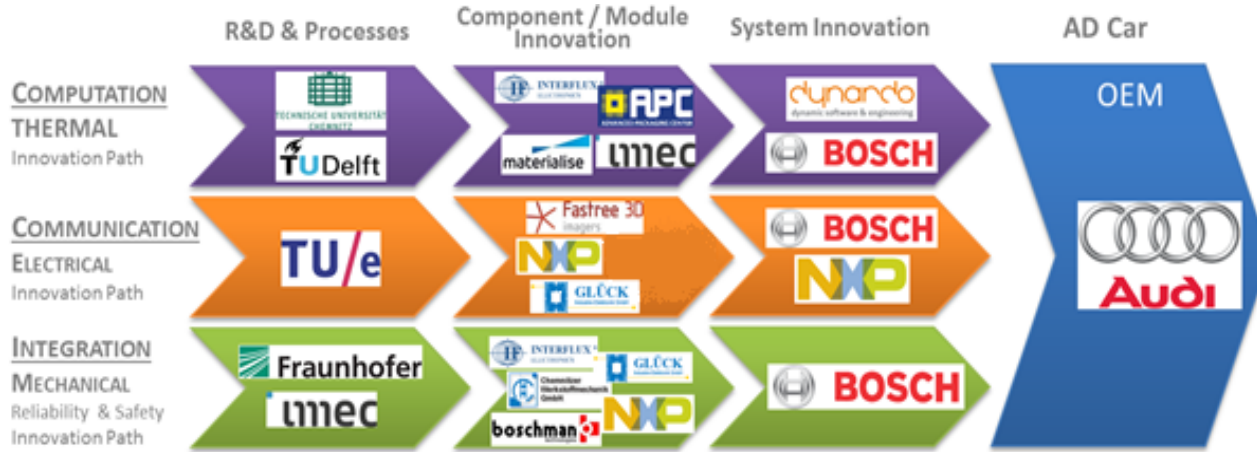 R&D & Processes
Component / Module
Innovation
System Innovation
AD Car
COMPUTATION
THERMAL
Innovation Path
TECHNISCHE UNIVERSITÄT
CHEMNITZ
TUDelft
IF INTERFLUX
ELECTRONICS
APC
ADVANCED PACKAGING CENTER
materialise
imec
dynardo
dynamic software & engineering
BOSCH
OEM
COMMUNICATION
ELECTRICAL
Innovation Path
TU/e
Fastree 3D
imagers
NXP
GLÜCK
BOSCH
NXP
Audi
INTEGRATION
MECHANICAL
Reliability & Safety
Innovation Path
Fraunhofer
imec
IF INTERFLUX
ELECTRONICS
GLÜCK
Chemnitzer
Werkstoffmechanik
GmbH
NXP
boschman
technologies
BOSCH